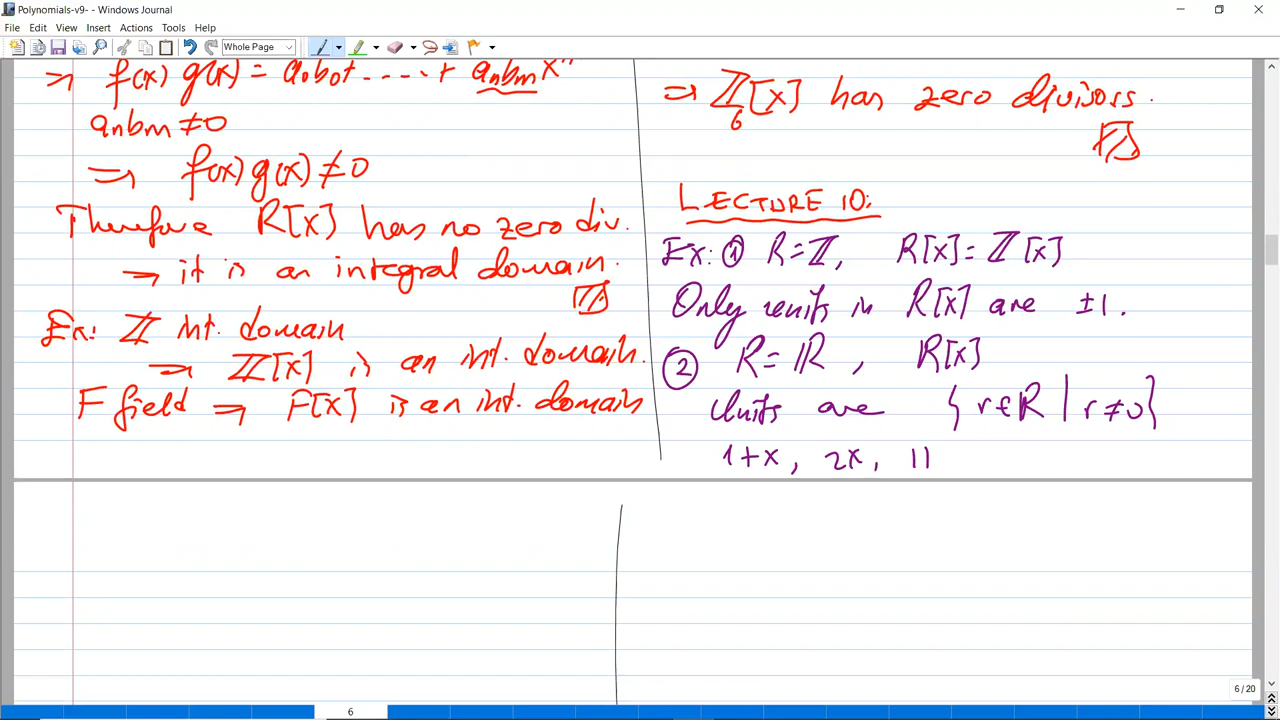 Polynomials-v9- - Windows Journal
File Edit View Insert Actions Tools Help
Whole Page
⇒ f(x) g(x) = a₀b₀+ ..... + aₙbₘ xⁿ
aₙbₘ ≠ 0
⇒ f(x) g(x) ≠ 0
Therefore R[x] has no zero div.
→ it is an integral domain.
Ex: ℤ int. domain
⇒ ℤ[x] is an int. domain.
F field ⇒ F[x] is an int. domain
⇒ ℤ₆[x] has zero divisors.
LECTURE 10:
Ex: ① R = ℤ, R[x] = ℤ[x]
Only units in R[x] are ±1.
② R = ℝ, R[x]
Units are { r∈ℝ | r≠0 }
1+x, 2x, 11
6 / 20
6